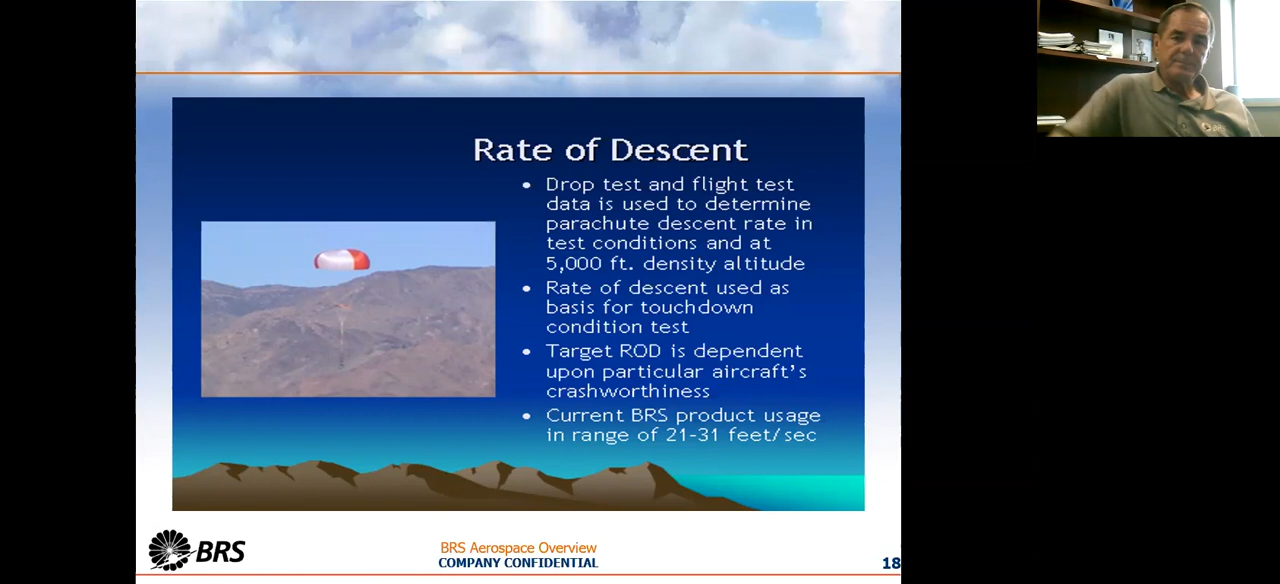 Rate of Descent
• Drop test and flight test
data is used to determine
parachute descent rate in
test conditions and at
5,000 ft. density altitude
• Rate of descent used as
basis for touchdown
condition test
• Target ROD is dependent
upon particular aircraft's
crashworthiness
• Current BRS product usage
in range of 21-31 feet/sec
BRS
BRS Aerospace Overview
COMPANY CONFIDENTIAL
18